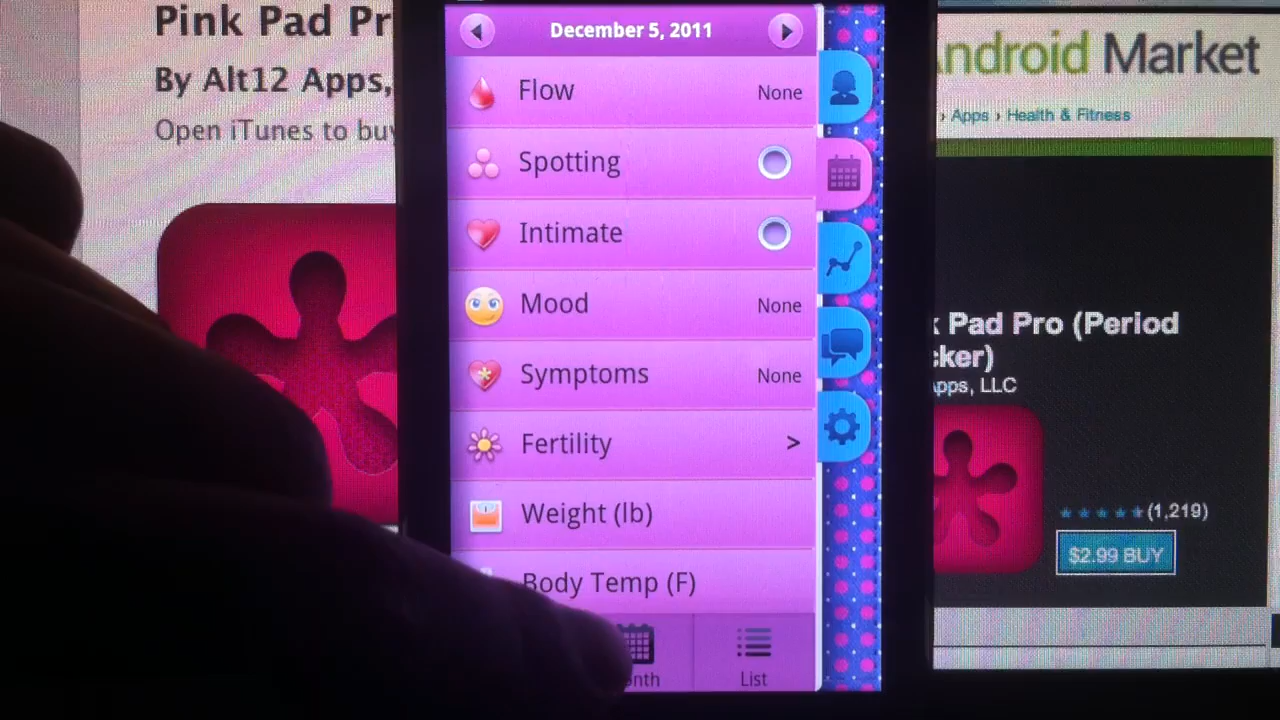 Pink Pad Pr
By Alt12 Apps,
Open iTunes to buy
December 5, 2011
Flow None
Spotting
Intimate
Mood None
Symptoms None
Fertility >
Weight (lb)
Body Temp (F)
onth
List
ndroid Market
› Apps › Health & Fitness
k Pad Pro (Period
cker)
pps, LLC
(1,219)
$2.99 BUY